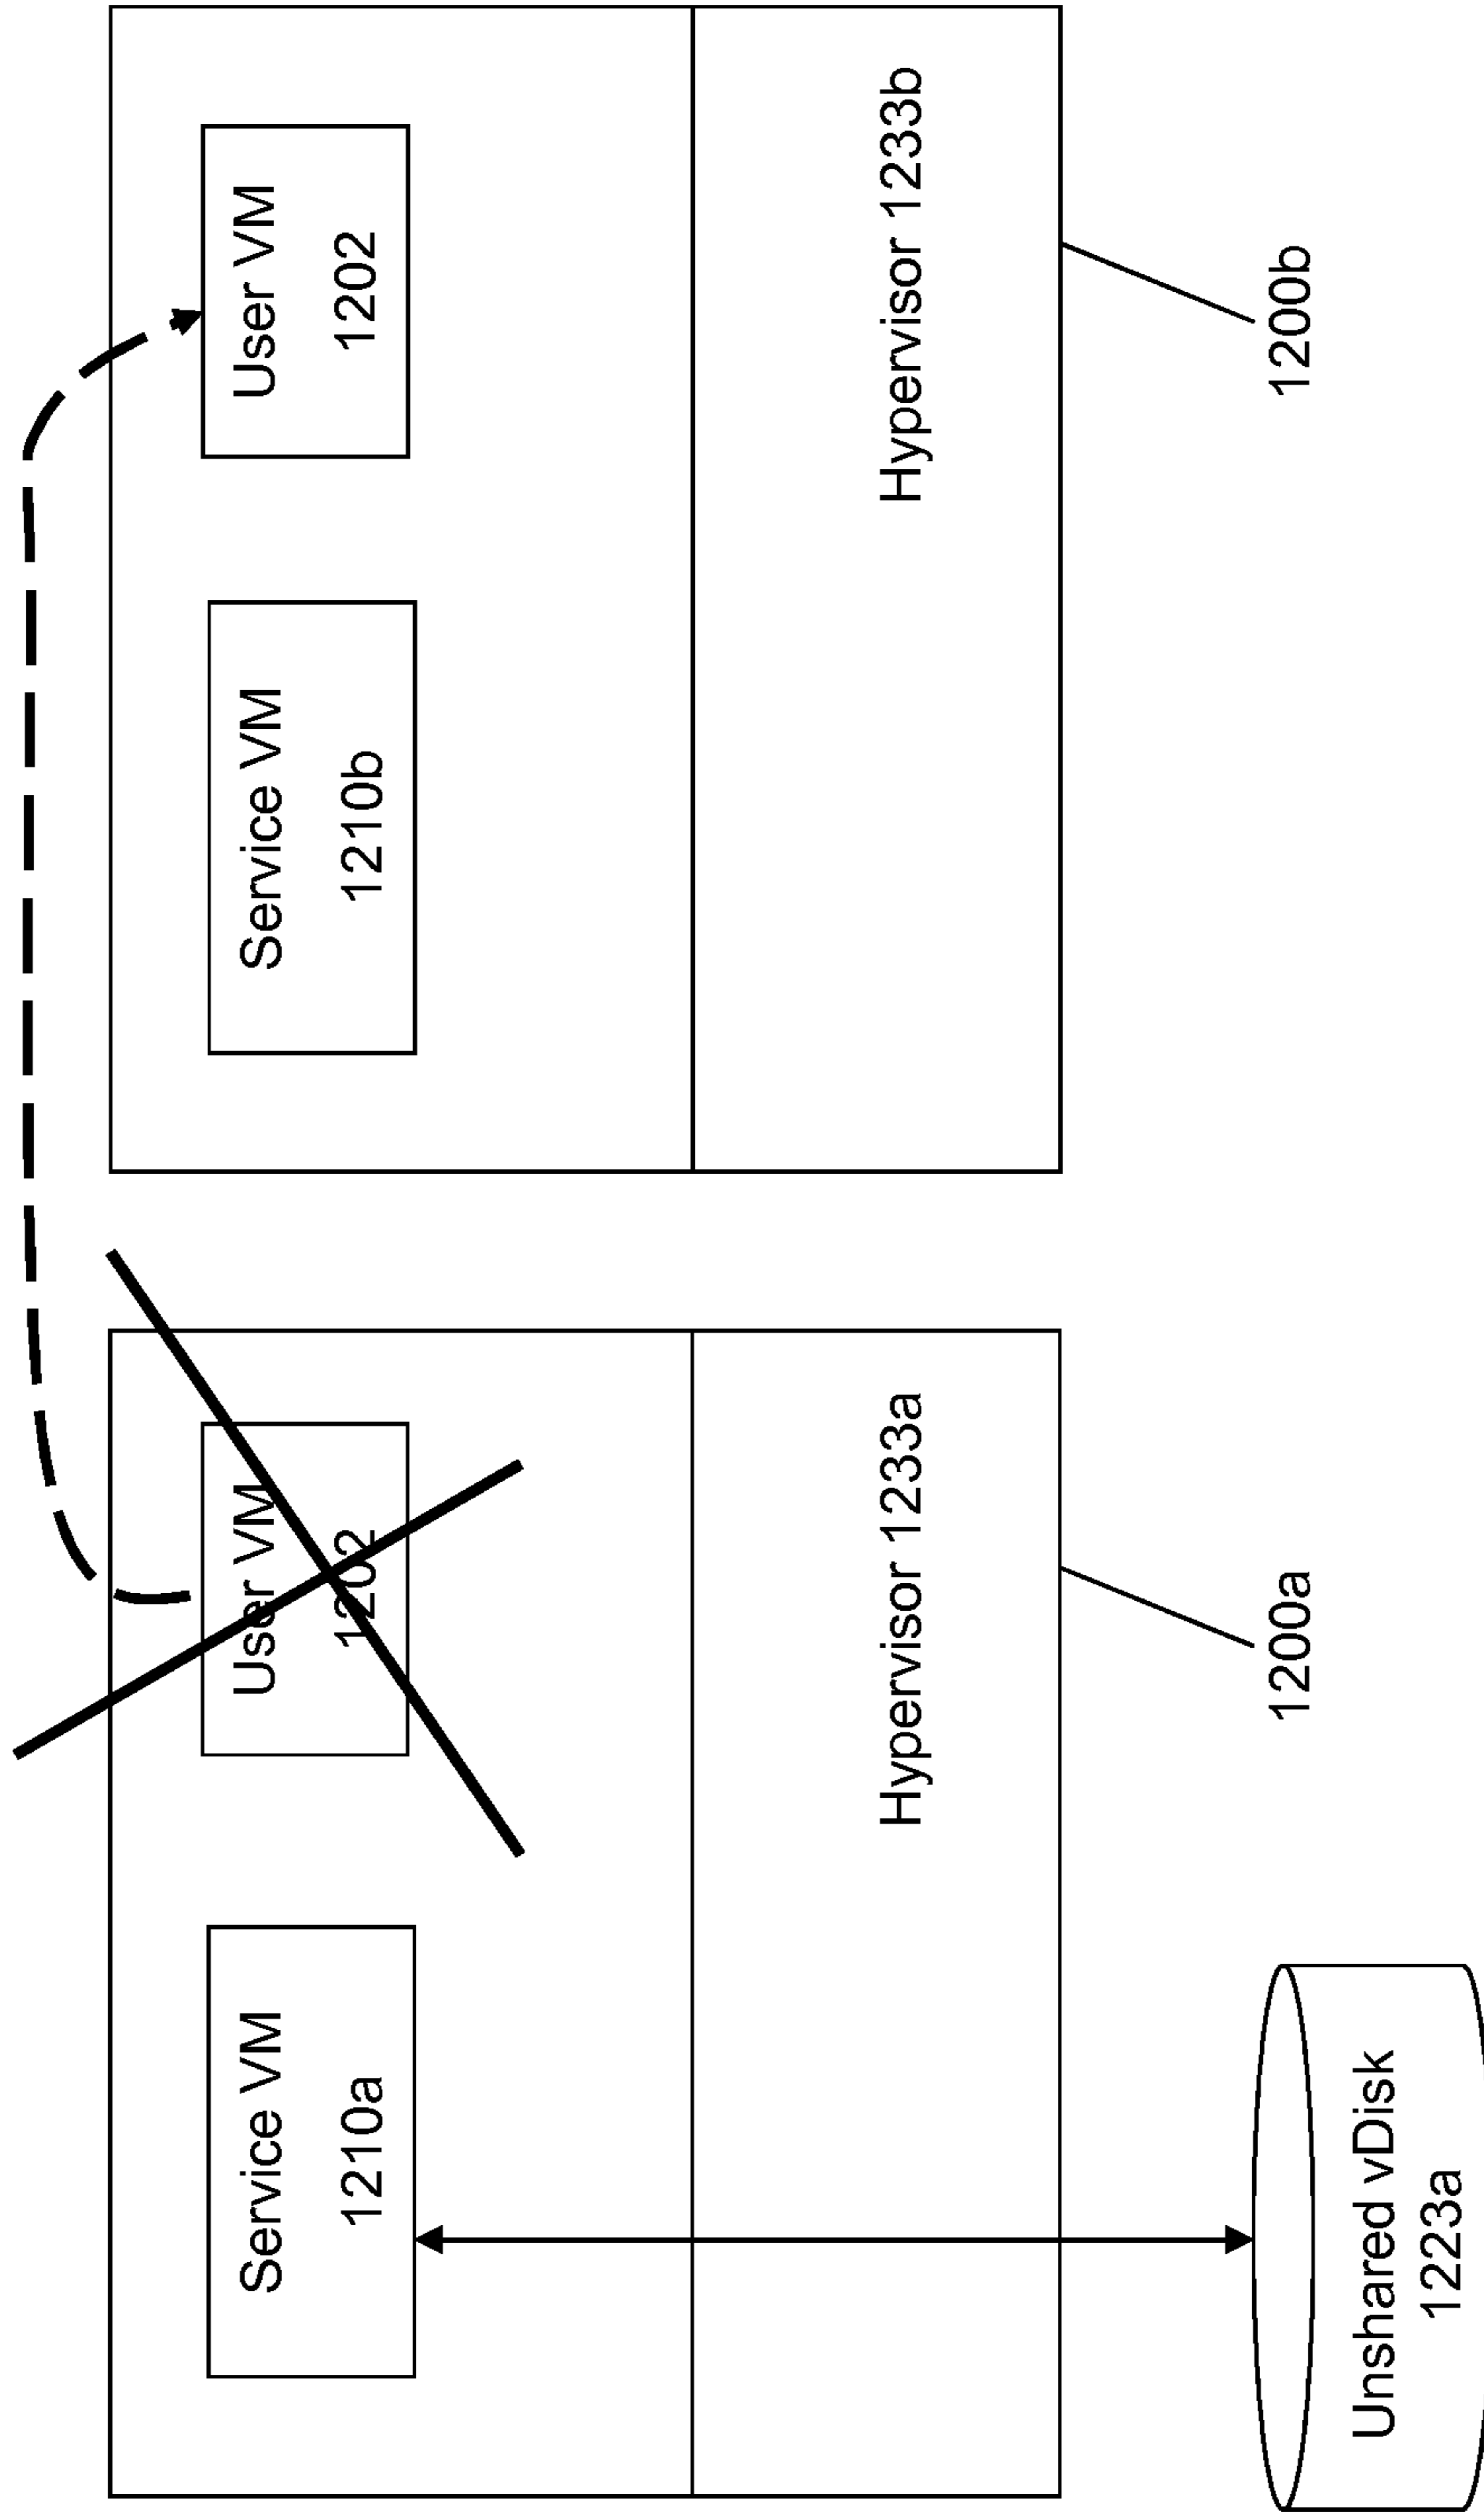 Service VM
1210a
User VM
1202
Hypervisor 1233a
1200a
Unshared vDisk
1223a
Service VM
1210b
User VM
1202
Hypervisor 1233b
1200b